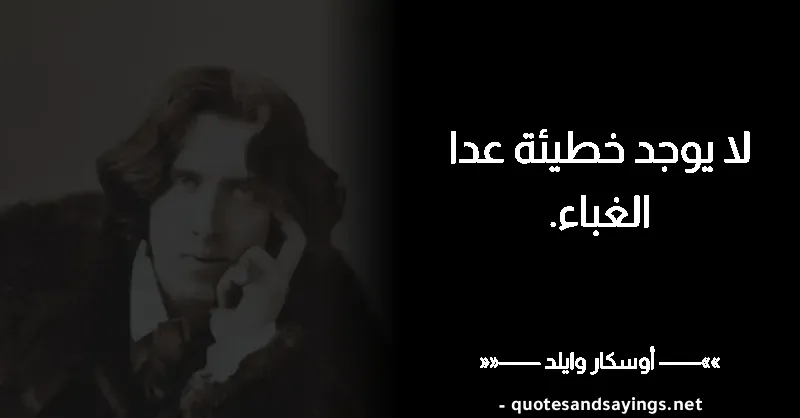 لا يوجد خطيئة عدا
الغباء.
»»——— أوسكار وايلد ———««
- quotesandsayings.net